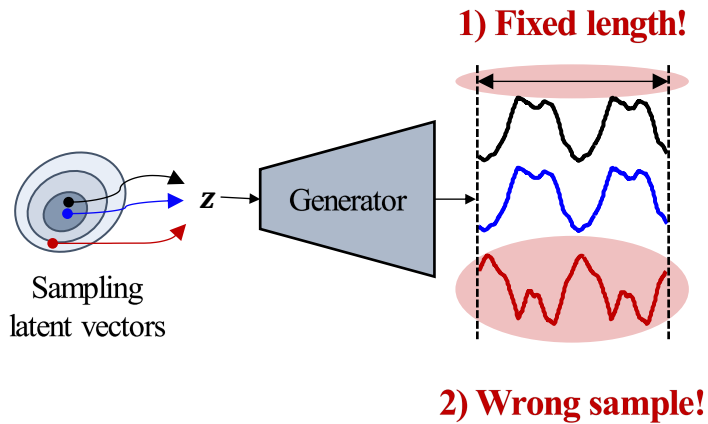 1) Fixed length!
z
Generator
Sampling
latent vectors
2) Wrong sample!